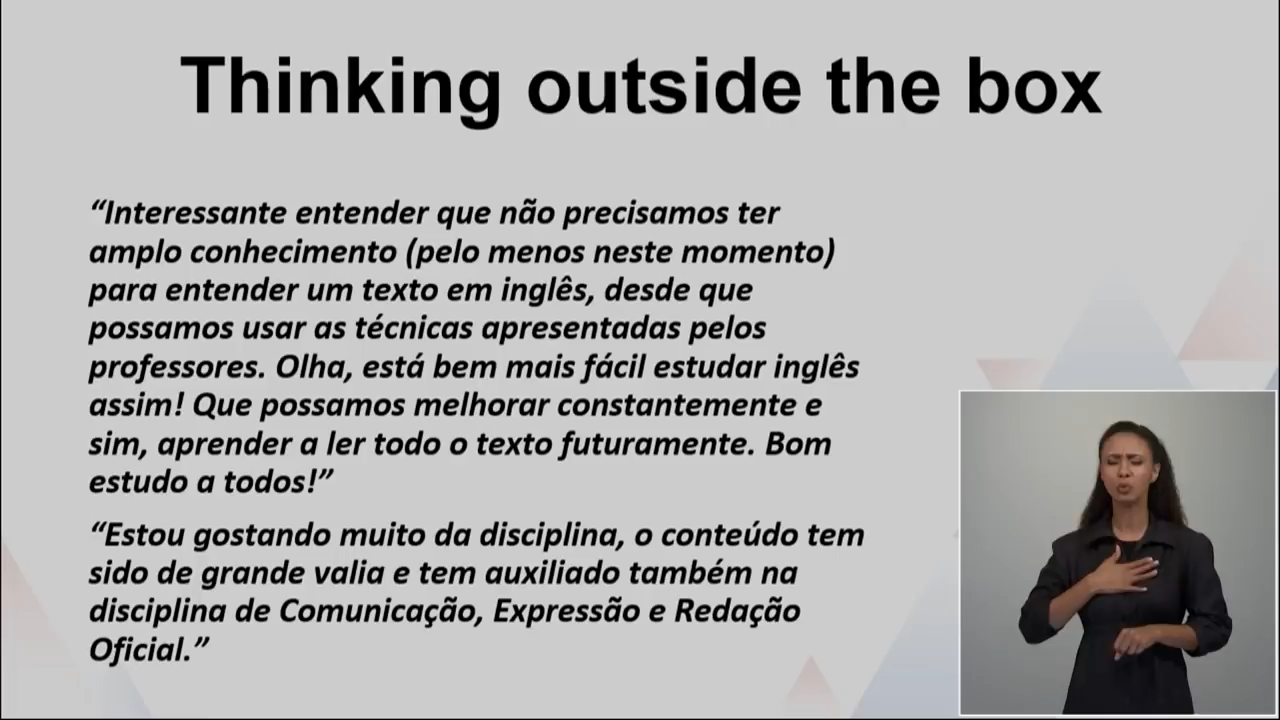 Thinking outside the box
“Interessante entender que não precisamos ter
amplo conhecimento (pelo menos neste momento)
para entender um texto em inglês, desde que
possamos usar as técnicas apresentadas pelos
professores. Olha, está bem mais fácil estudar inglês
assim! Que possamos melhorar constantemente e
sim, aprender a ler todo o texto futuramente. Bom
estudo a todos!”
“Estou gostando muito da disciplina, o conteúdo tem
sido de grande valia e tem auxiliado também na
disciplina de Comunicação, Expressão e Redação
Oficial.”